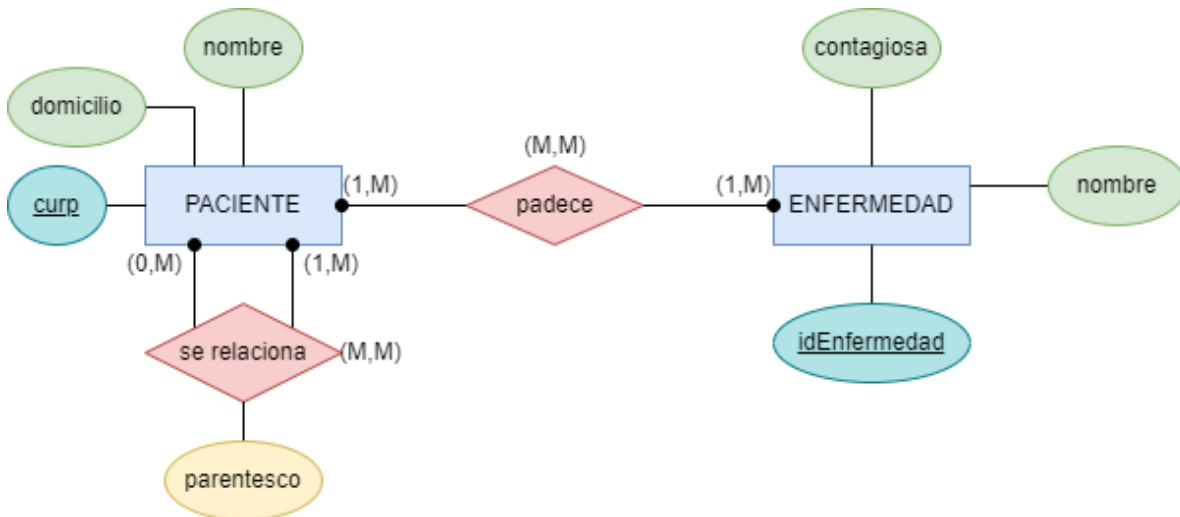 nombre
contagiosa
domicilio
(M,M)
curp
PACIENTE
(1,M)
padece
(1,M)
ENFERMEDAD
nombre
(0,M)
(1,M)
se relaciona
(M,M)
idEnfermedad
parentesco